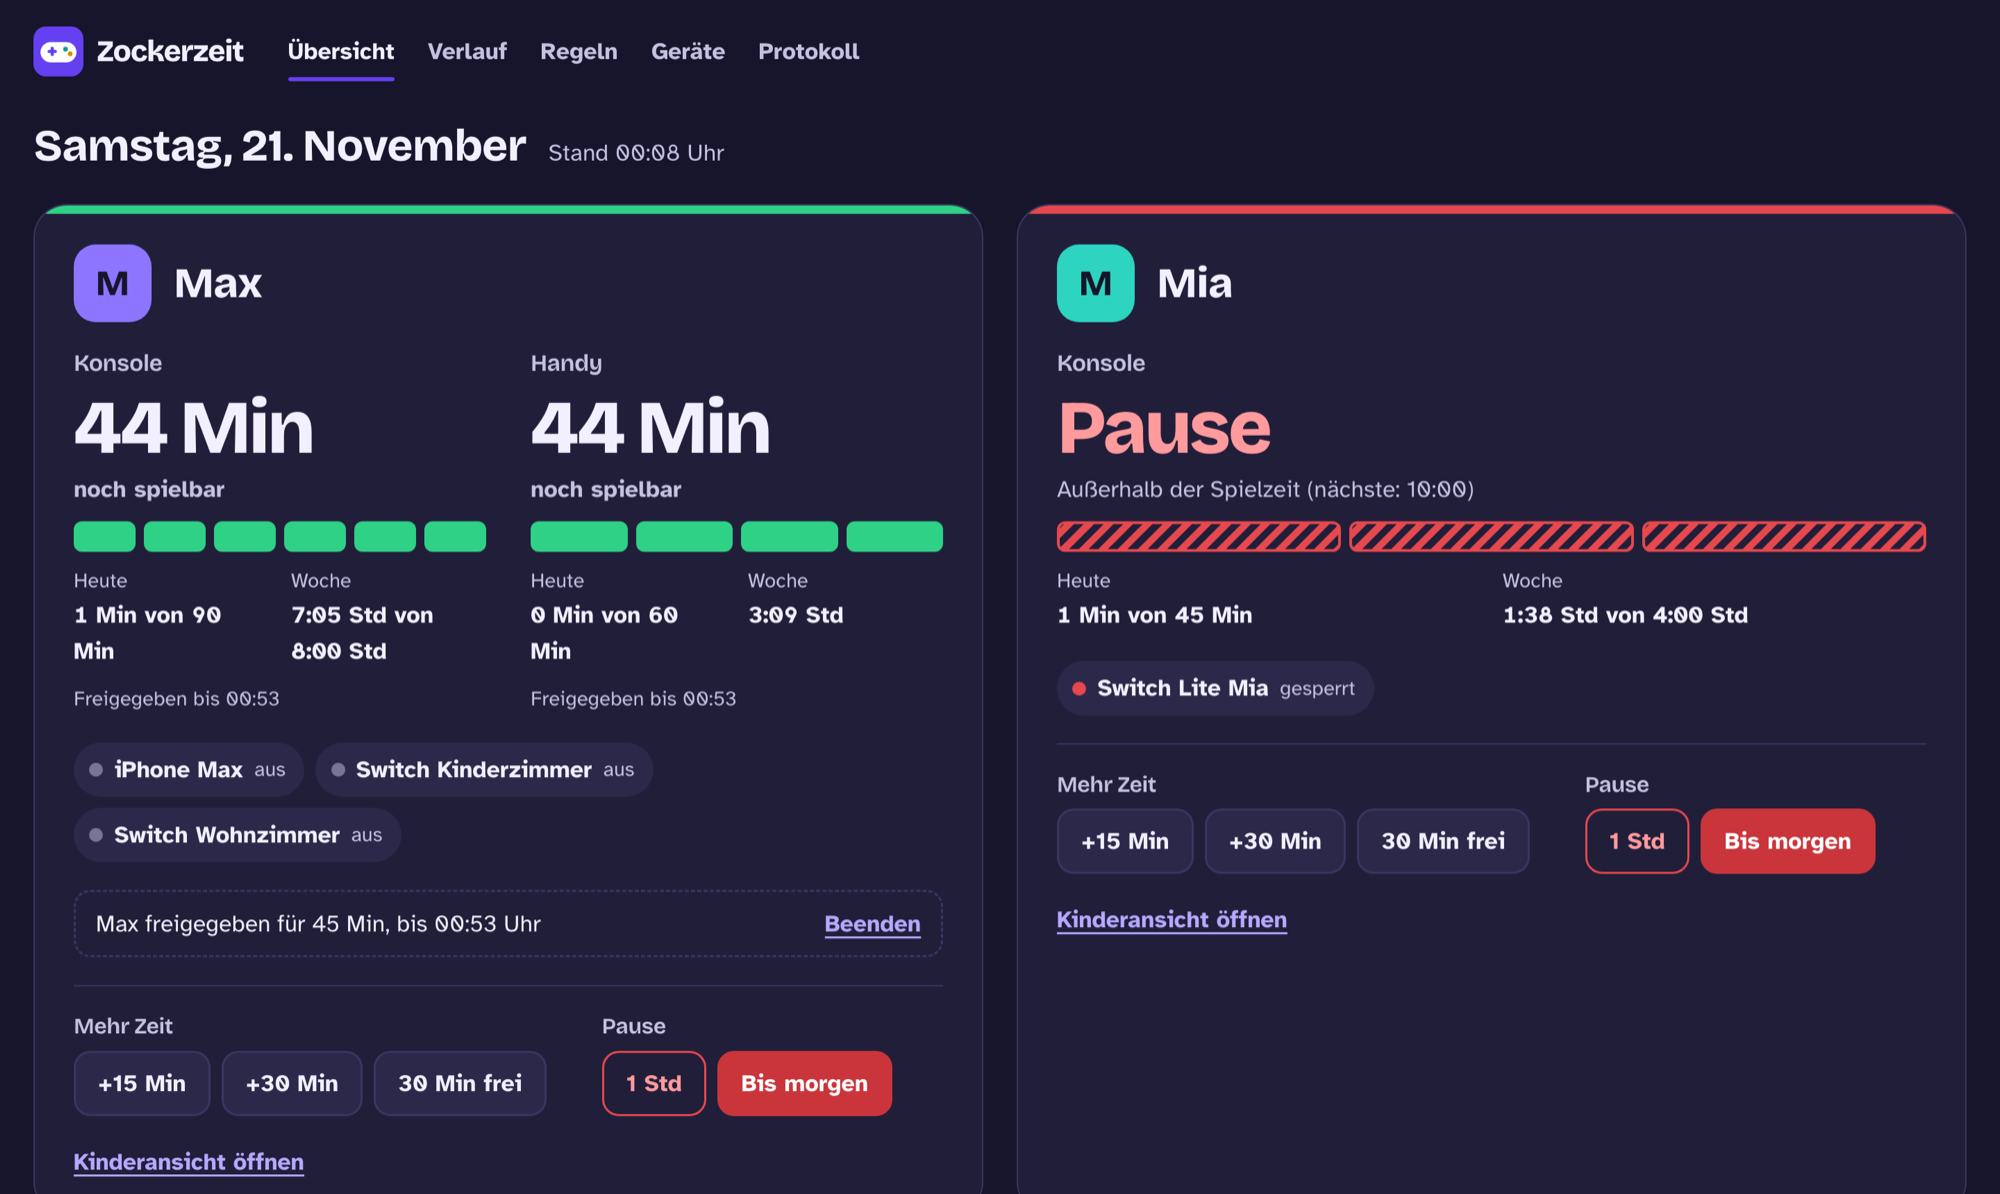 Zockerzeit
Übersicht
Verlauf
Regeln
Geräte
Protokoll
Samstag, 21. November
Stand 00:08 Uhr
M
Max
Konsole
44 Min
noch spielbar
Heute
1 Min von 90
Min
Woche
7:05 Std von
8:00 Std
Freigegeben bis 00:53
Handy
44 Min
noch spielbar
Heute
0 Min von 60
Min
Woche
3:09 Std
Freigegeben bis 00:53
iPhone Max aus
Switch Kinderzimmer aus
Switch Wohnzimmer aus
Max freigegeben für 45 Min, bis 00:53 Uhr
Beenden
Mehr Zeit
+15 Min
+30 Min
30 Min frei
Pause
1 Std
Bis morgen
Kinderansicht öffnen
M
Mia
Konsole
Pause
Außerhalb der Spielzeit (nächste: 10:00)
Heute
1 Min von 45 Min
Woche
1:38 Std von 4:00 Std
Switch Lite Mia gesperrt
Mehr Zeit
+15 Min
+30 Min
30 Min frei
Pause
1 Std
Bis morgen
Kinderansicht öffnen